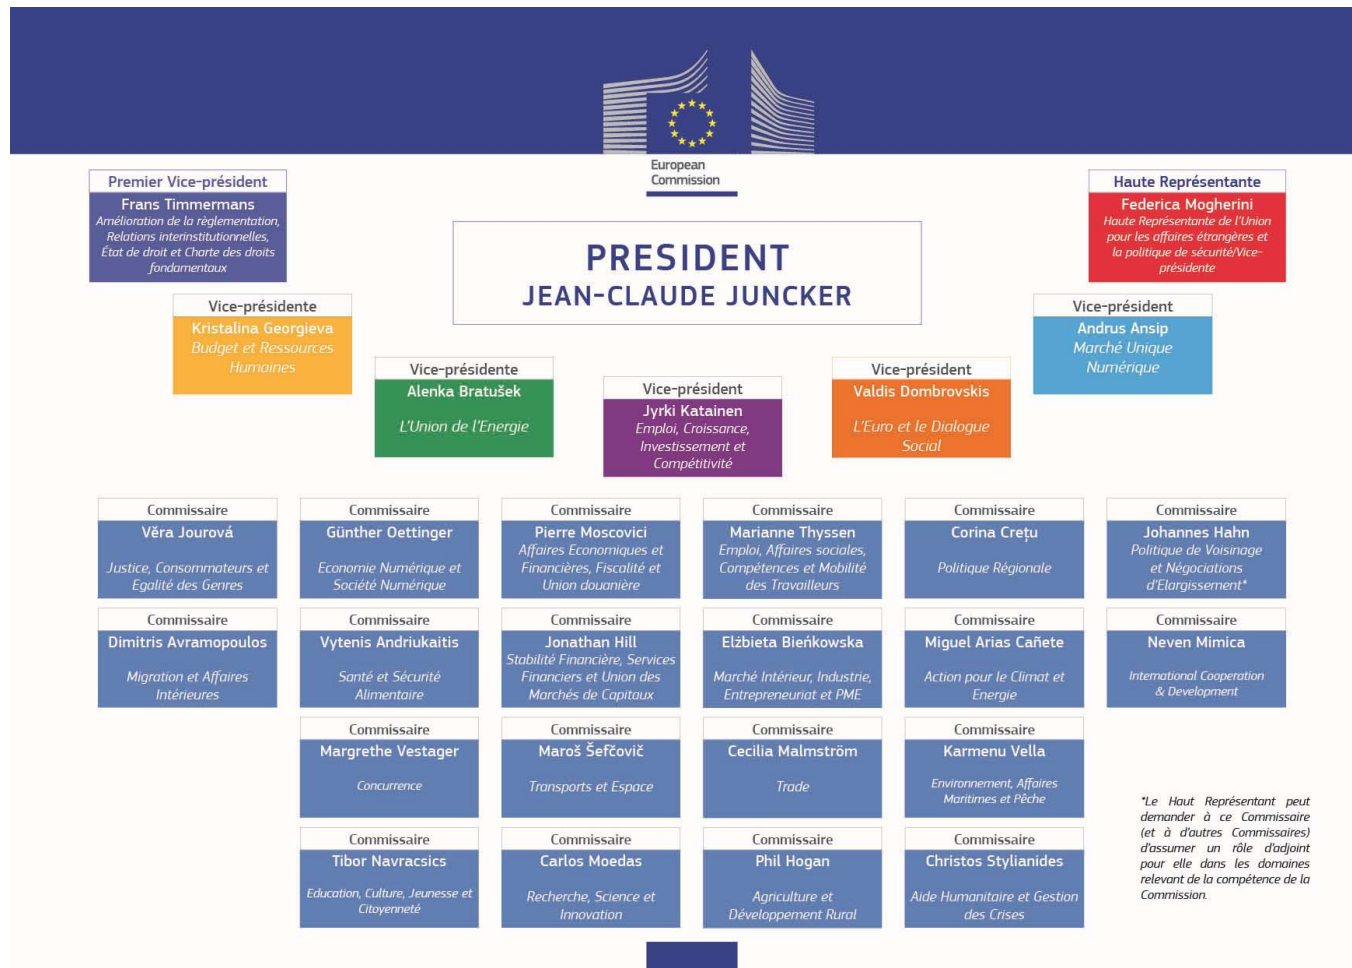 European
Commission
Premier Vice-président
Frans Timmermans
Amélioration de la règlementation,
Relations interinstitutionnelles,
État de droit et Charte des droits
fondamentaux
Haute Représentante
Federica Mogherini
Haute Représentante de l'Union
pour les affaires étrangères et
la politique de sécurité/Vice-
présidente
PRESIDENT
JEAN-CLAUDE JUNCKER
Vice-présidente
Kristalina Georgieva
Budget et Ressources
Humaines
Vice-président
Andrus Ansip
Marché Unique
Numérique
Vice-présidente
Alenka Bratušek
L'Union de l'Energie
Vice-président
Jyrki Katainen
Emploi, Croissance,
Investissement et
Compétitivité
Vice-président
Valdis Dombrovskis
L'Euro et le Dialogue
Social
Commissaire
Věra Jourová
Justice, Consommateurs et
Egalité des Genres
Commissaire
Günther Oettinger
Economie Numérique et
Société Numérique
Commissaire
Pierre Moscovici
Affaires Economiques et
Financières, Fiscalité et
Union douanière
Commissaire
Marianne Thyssen
Emploi, Affaires sociales,
Compétences et Mobilité
des Travailleurs
Commissaire
Corina Crețu
Politique Régionale
Commissaire
Johannes Hahn
Politique de Voisinage
et Négociations
d'Elargissement*
Commissaire
Dimitris Avramopoulos
Migration et Affaires
Intérieures
Commissaire
Vytenis Andriukaitis
Santé et Sécurité
Alimentaire
Commissaire
Jonathan Hill
Stabilité Financière, Services
Financiers et Union des
Marchés de Capitaux
Commissaire
Elżbieta Bieńkowska
Marché Intérieur, Industrie,
Entrepreneuriat et PME
Commissaire
Miguel Arias Cañete
Action pour le Climat et
Energie
Commissaire
Neven Mimica
International Cooperation
& Development
Commissaire
Margrethe Vestager
Concurrence
Commissaire
Maroš Šefčovič
Transports et Espace
Commissaire
Cecilia Malmström
Trade
Commissaire
Karmenu Vella
Environnement, Affaires
Maritimes et Pêche
Commissaire
Tibor Navracsics
Education, Culture, Jeunesse et
Citoyenneté
Commissaire
Carlos Moedas
Recherche, Science et
Innovation
Commissaire
Phil Hogan
Agriculture et
Développement Rural
Commissaire
Christos Stylianides
Aide Humanitaire et Gestion
des Crises
*Le Haut Représentant peut
demander à ce Commissaire
(et à d'autres Commissaires)
d'assumer un rôle d'adjoint
pour elle dans les domaines
relevant de la compétence de la
Commission.